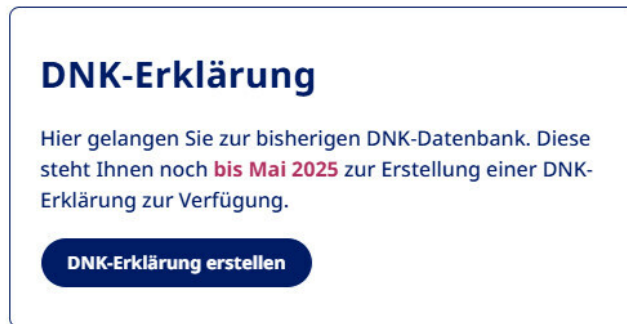 DNK-Erklärung
Hier gelangen Sie zur bisherigen DNK-Datenbank. Diese
steht Ihnen noch bis Mai 2025 zur Erstellung einer DNK-
Erklärung zur Verfügung.
DNK-Erklärung erstellen